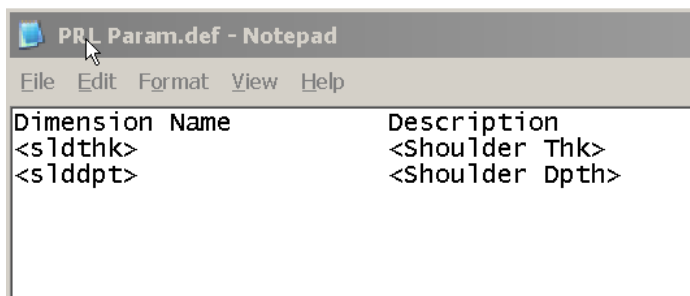 PRL Param.def - Notepad
File Edit Format View Help
Dimension Name Description
<sldthk> <Shoulder Thk>
<slddpt> <Shoulder Dpth>